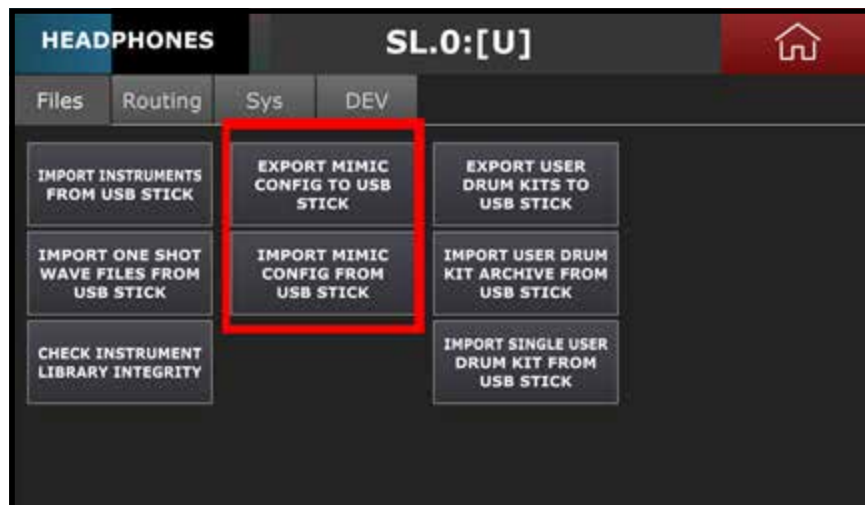 HEADPHONES
SL.0:[U]
Files
Routing
Sys
DEV
IMPORT INSTRUMENTS
FROM USB STICK
EXPORT MIMIC
CONFIG TO USB
STICK
EXPORT USER
DRUM KITS TO
USB STICK
IMPORT ONE SHOT
WAVE FILES FROM
USB STICK
IMPORT MIMIC
CONFIG FROM
USB STICK
IMPORT USER DRUM
KIT ARCHIVE FROM
USB STICK
CHECK INSTRUMENT
LIBRARY INTEGRITY
IMPORT SINGLE USER
DRUM KIT FROM
USB STICK